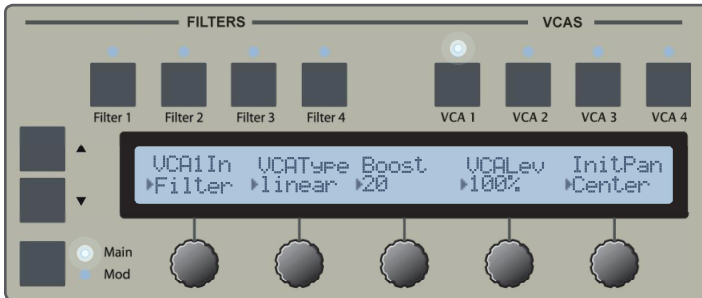 FILTERS VCAS
Filter 1 Filter 2 Filter 3 Filter 4 VCA 1 VCA 2 VCA 3 VCA 4
VCA1In VCAType Boost VCALev InitPan
Filter linear 20 100% Center
Main
Mod